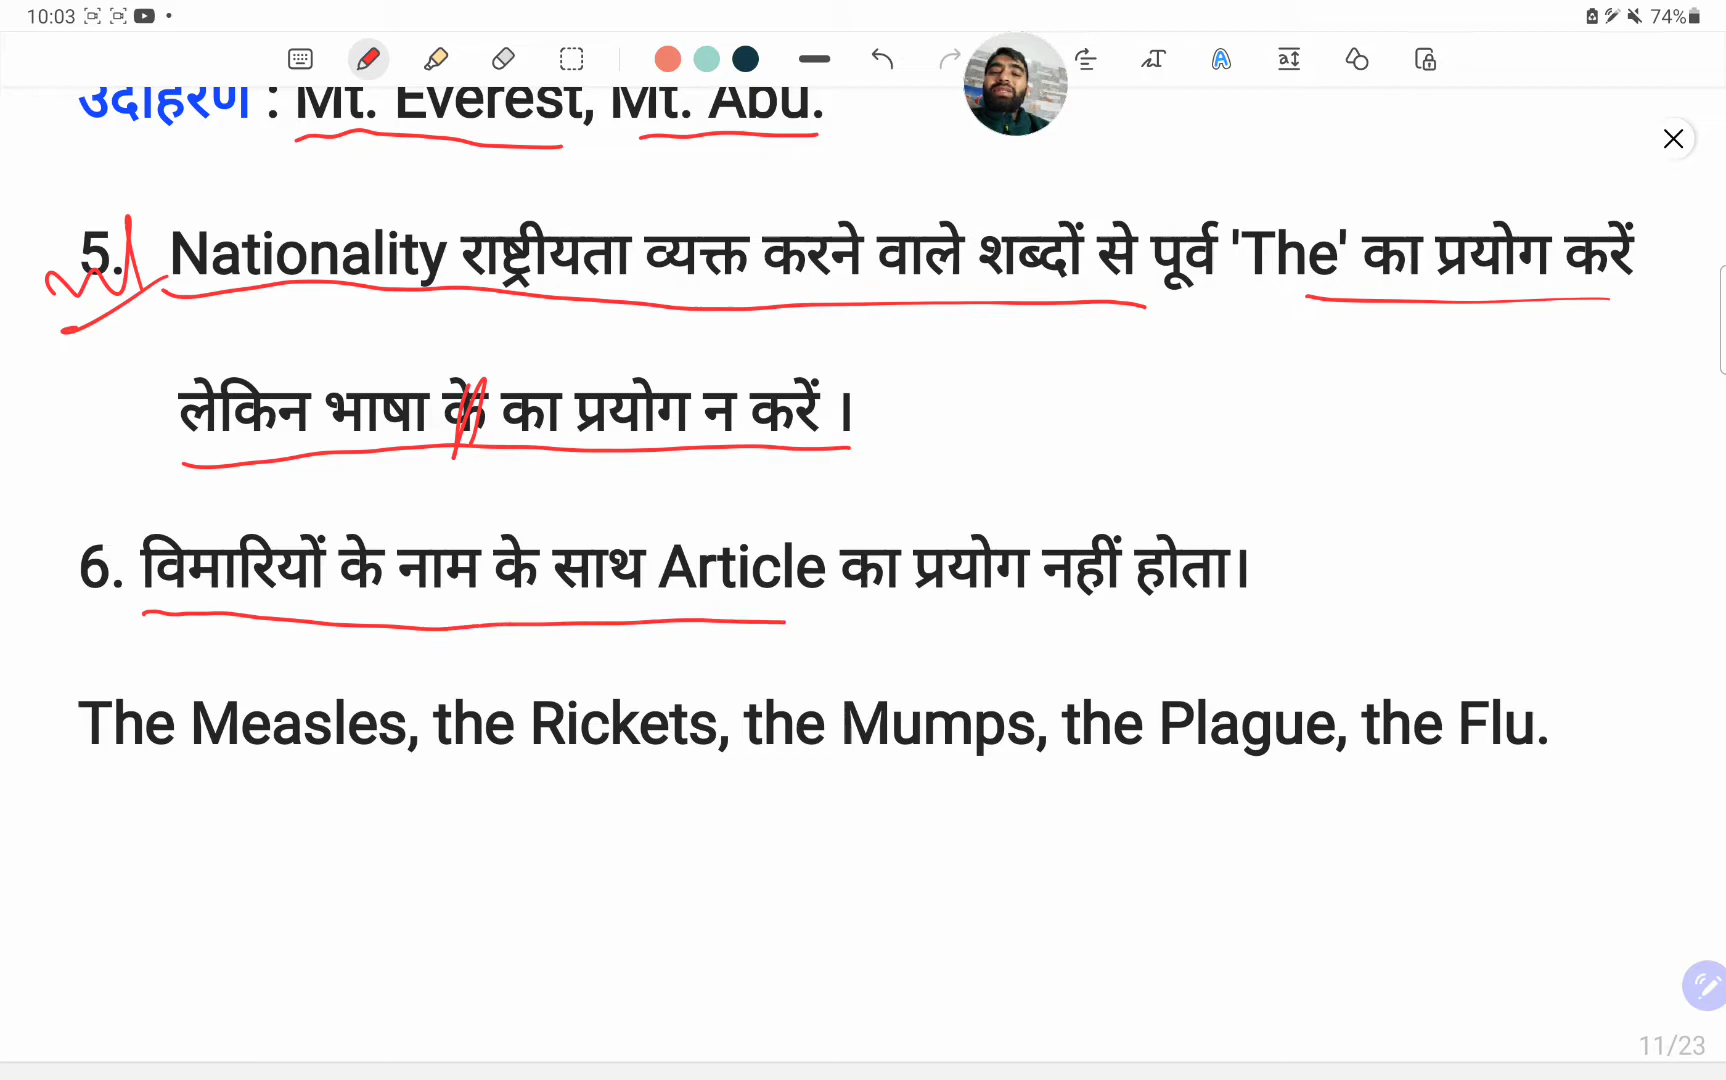 10:03
74%
उदाहरण : Mt. Everest, Mt. Abu.
5. Nationality राष्ट्रीयता व्यक्त करने वाले शब्दों से पूर्व 'The' का प्रयोग करें
लेकिन भाषा के का प्रयोग न करें ।
6. विमारियों के नाम के साथ Article का प्रयोग नहीं होता।
The Measles, the Rickets, the Mumps, the Plague, the Flu.
11/23